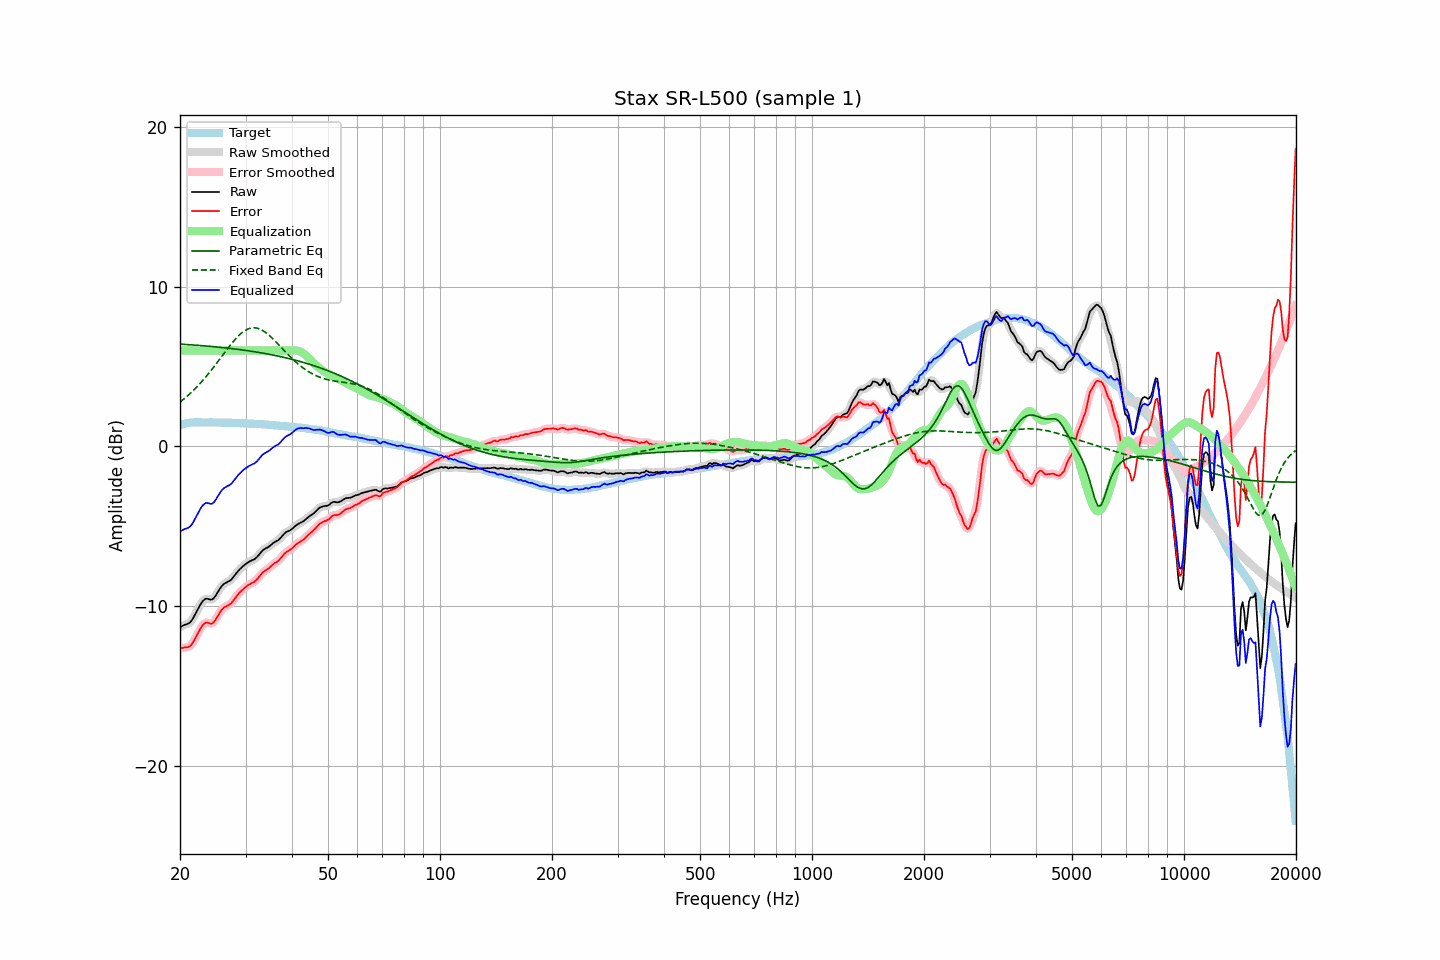 Stax SR-L500 (sample 1)
Target
Raw Smoothed
Error Smoothed
Raw
Error
Equalization
Parametric Eq
Fixed Band Eq
Equalized
20
10
0
−10
−20
Amplitude (dBr)
20 50 100 200 500 1000 2000 5000 10000 20000
Frequency (Hz)